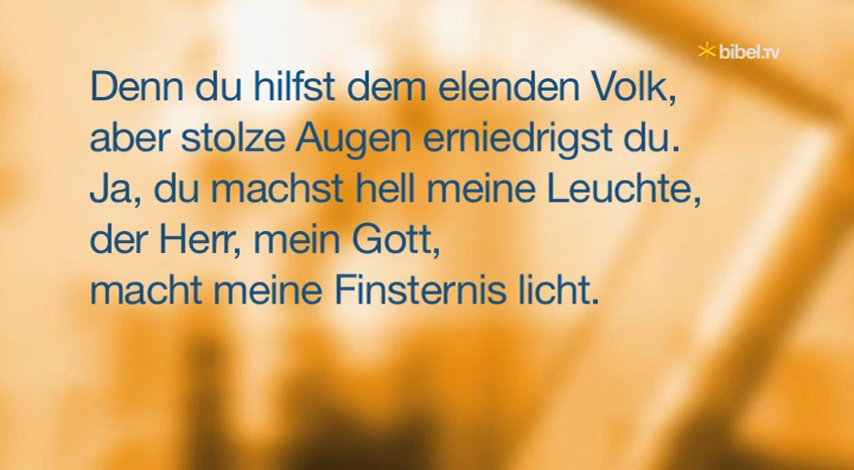 bibel.tv
Denn du hilfst dem elenden Volk,
aber stolze Augen erniedrigst du.
Ja, du machst hell meine Leuchte,
der Herr, mein Gott,
macht meine Finsternis licht.